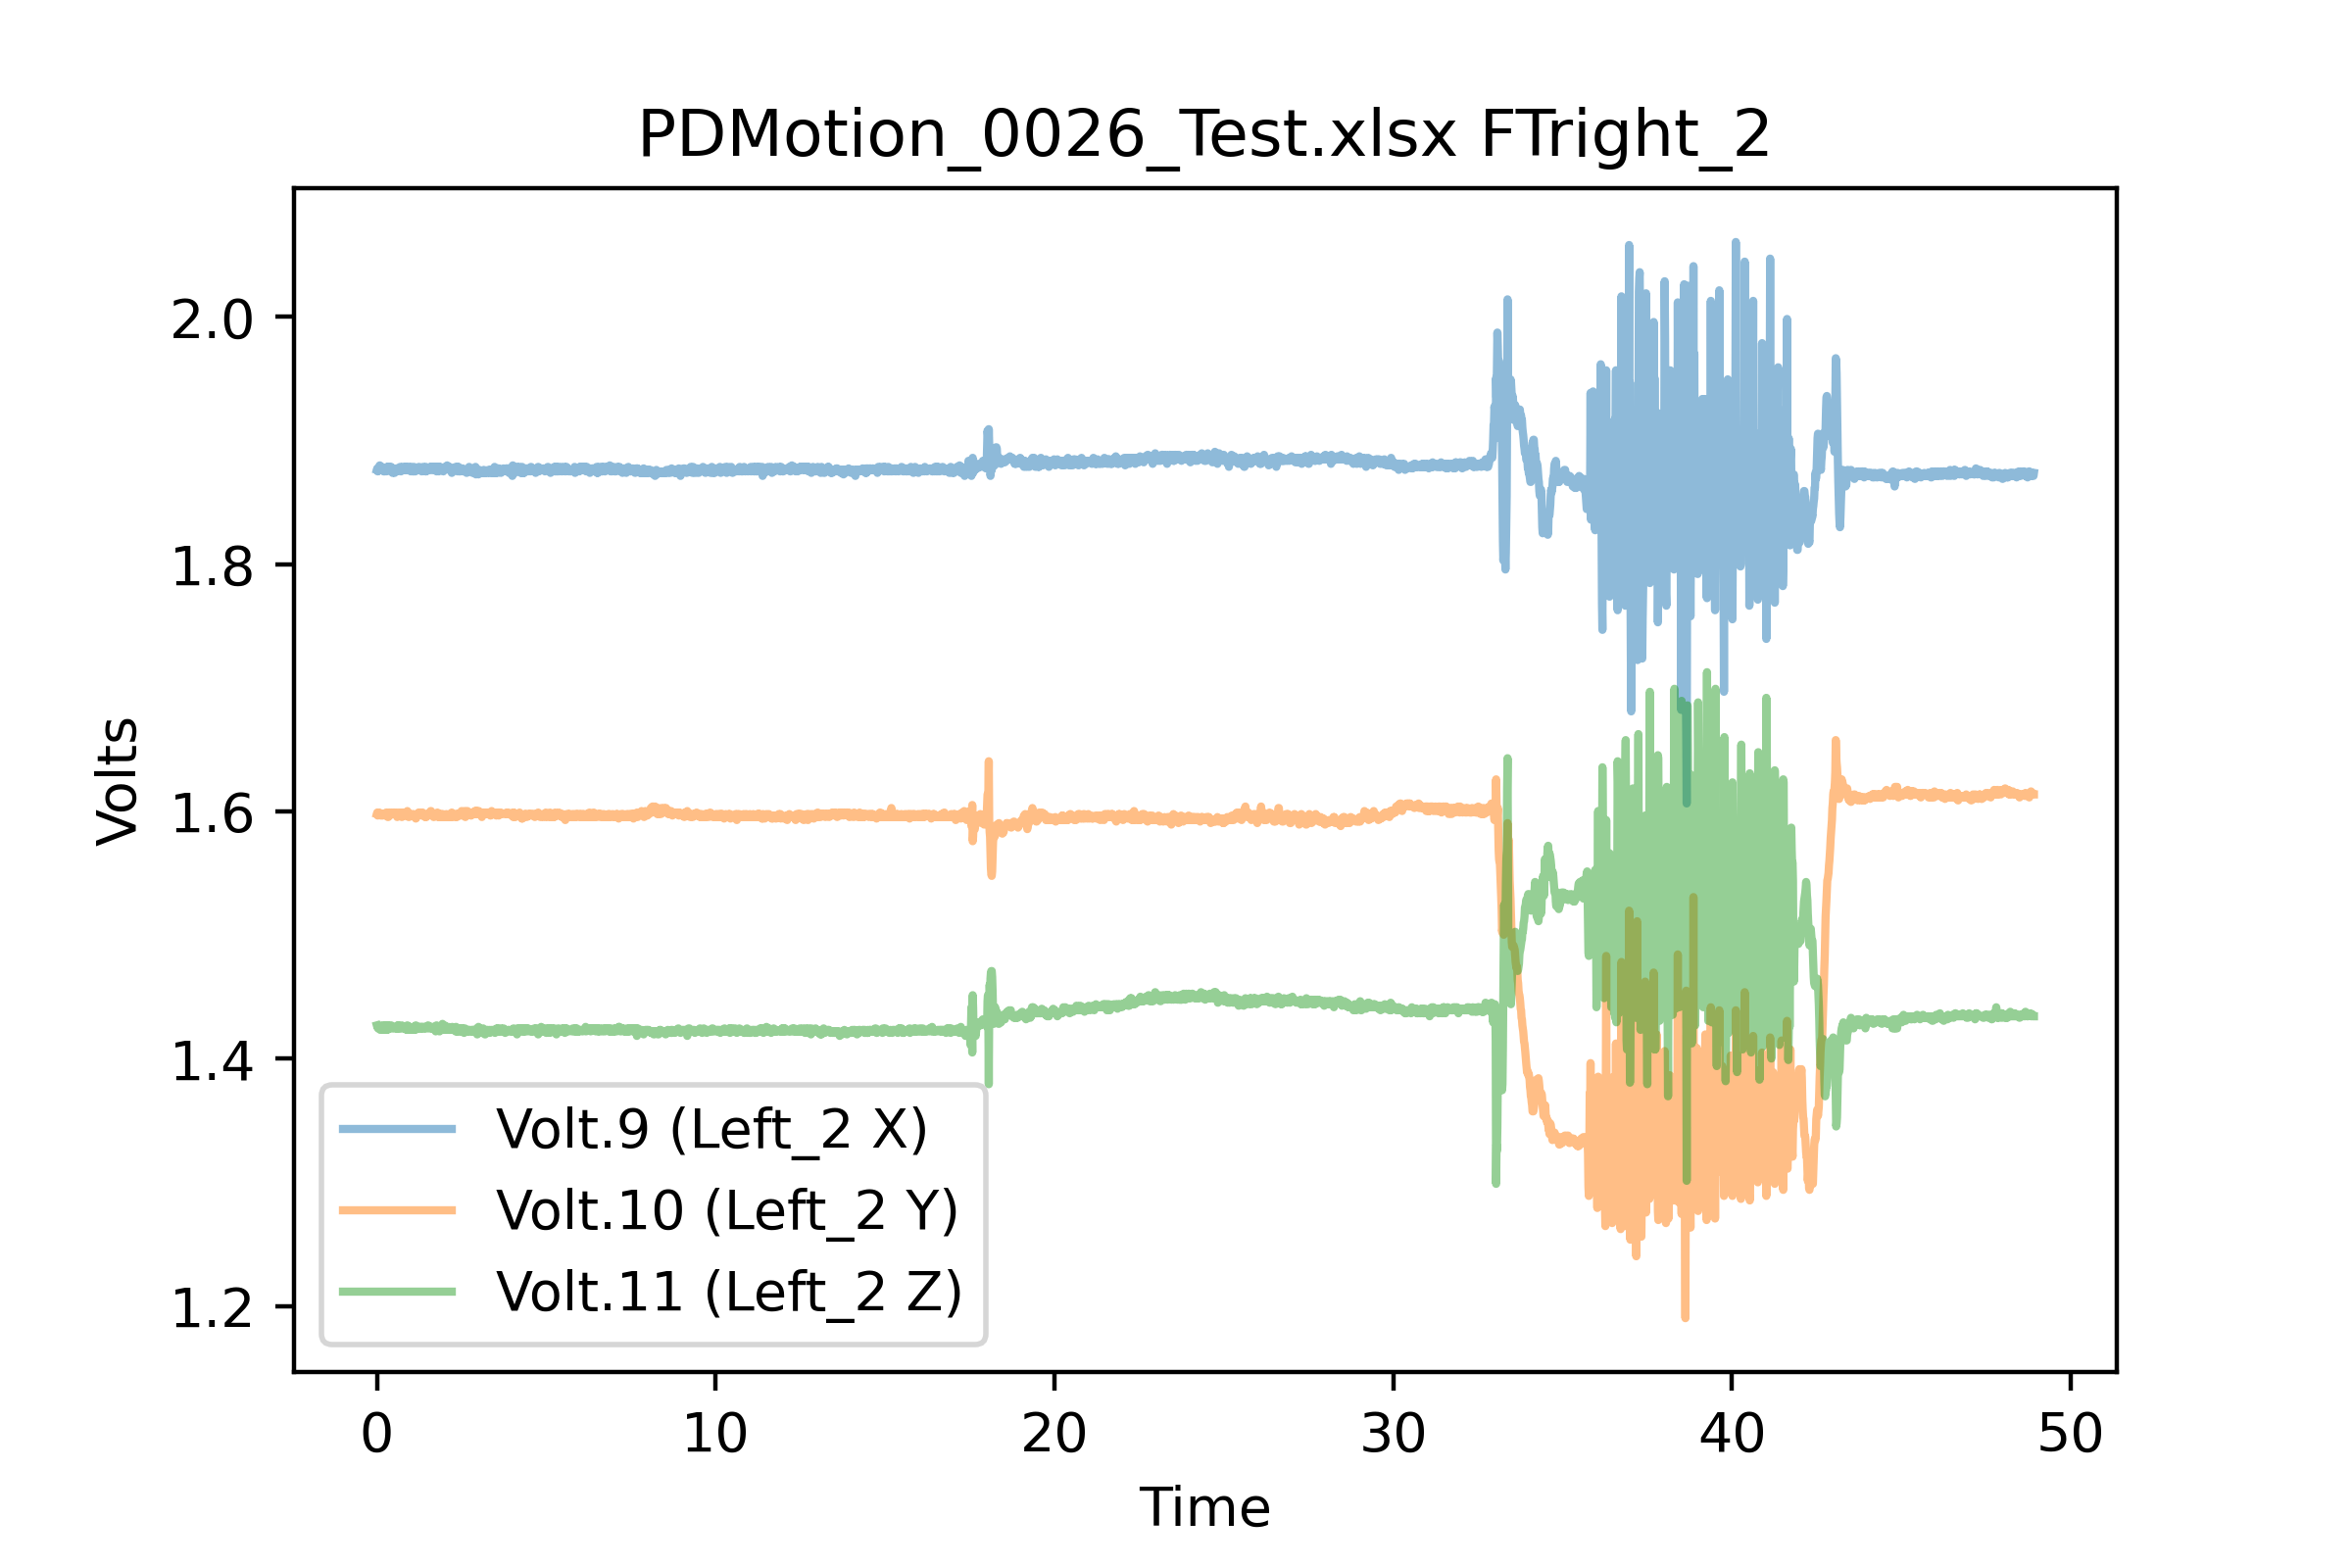 PDMotion_0026_Test.xlsx FTright_2
Volts
2.0
1.8
1.6
1.4
1.2
Volt.9 (Left_2 X)
Volt.10 (Left_2 Y)
Volt.11 (Left_2 Z)
0 10 20 30 40 50
Time